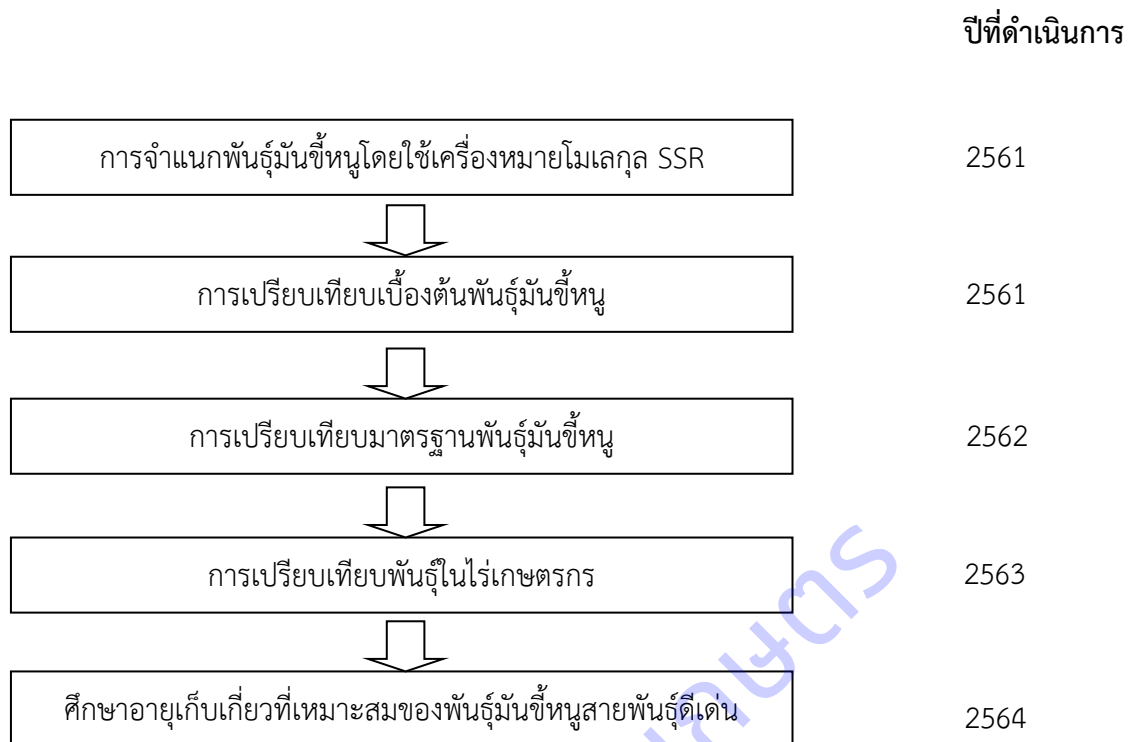 ปีที่ดำเนินการ
การจำแนกพันธุ์มันขี้หนูโดยใช้เครื่องหมายโมเลกุล SSR 2561
การเปรียบเทียบเบื้องต้นพันธุ์มันขี้หนู 2561
การเปรียบเทียบมาตรฐานพันธุ์มันขี้หนู 2562
การเปรียบเทียบพันธุ์ในไร่เกษตรกร 2563
ศึกษาอายุเก็บเกี่ยวที่เหมาะสมของพันธุ์มันขี้หนูสายพันธุ์ดีเด่น 2564